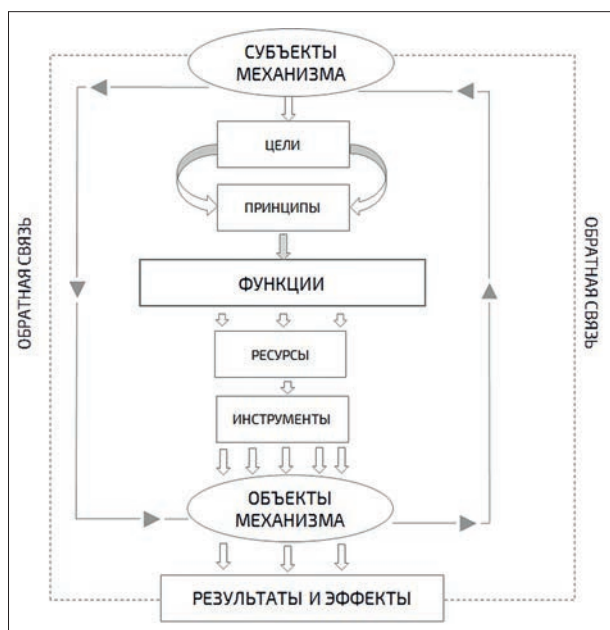 СУБЪЕКТЫ
МЕХАНИЗМА
ЦЕЛИ
ПРИНЦИПЫ
ФУНКЦИИ
РЕСУРСЫ
ИНСТРУМЕНТЫ
ОБЪЕКТЫ
МЕХАНИЗМА
РЕЗУЛЬТАТЫ И ЭФФЕКТЫ
ОБРАТНАЯ СВЯЗЬ
ОБРАТНАЯ СВЯЗЬ